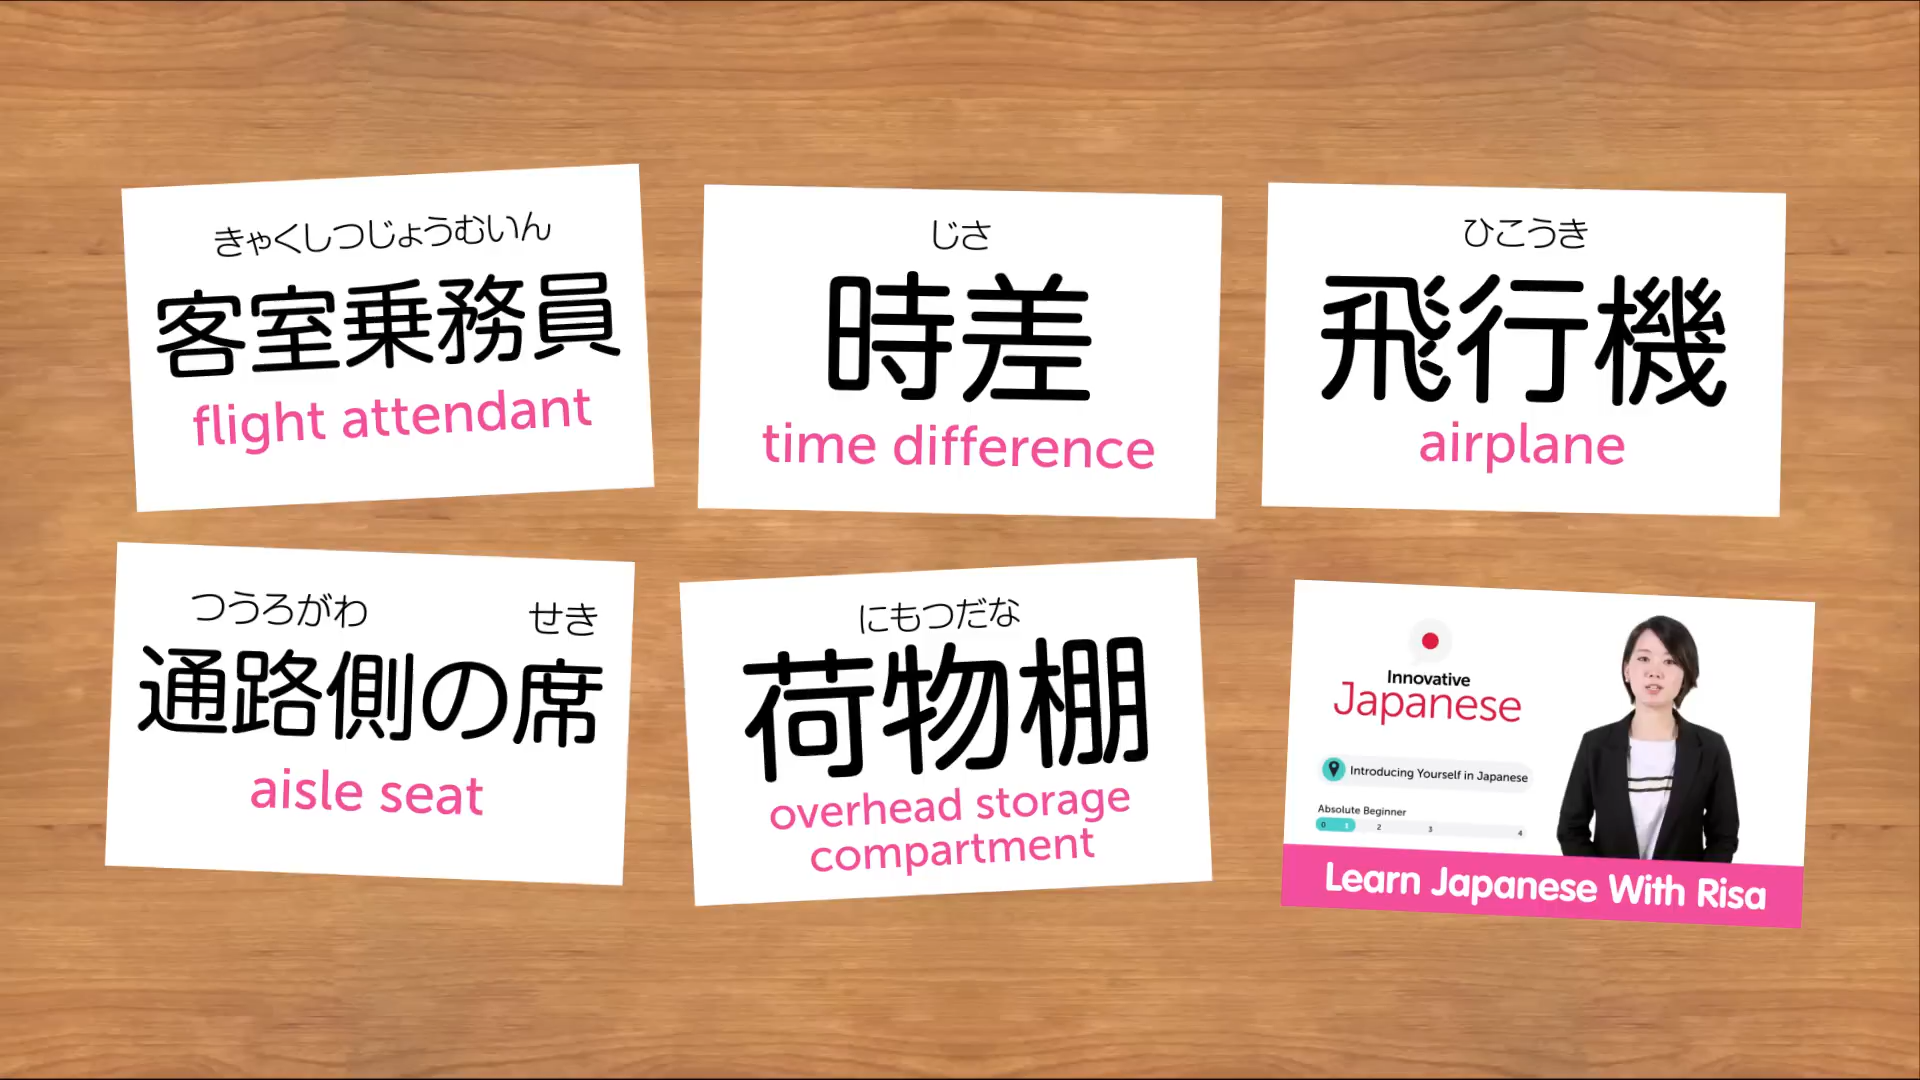 きゃくしつじょうむいん
客室乗務員
flight attendant
じさ
時差
time difference
ひこうき
飛行機
airplane
つうろがわ せき
通路側の席
aisle seat
にもつだな
荷物棚
overhead storage
compartment
Innovative
Japanese
Introducing Yourself in Japanese
Absolute Beginner
0 1 2 3 4
Learn Japanese With Risa